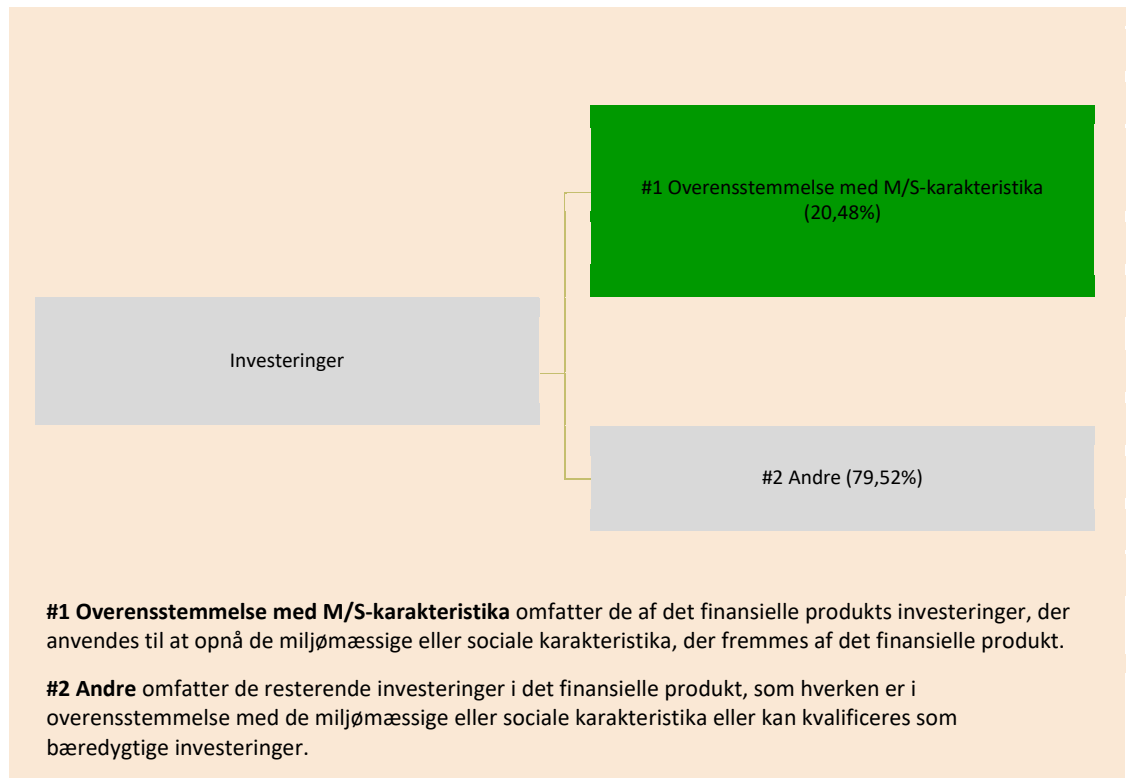 #1 Overensstemmelse med M/S-karakteristika
(20,48%)
Investeringer
#2 Andre (79,52%)
#1 Overensstemmelse med M/S-karakteristika omfatter de af det finansielle produkts investeringer, der
anvendes til at opnå de miljømæssige eller sociale karakteristika, der fremmes af det finansielle produkt.
#2 Andre omfatter de resterende investeringer i det finansielle produkt, som hverken er i
overensstemmelse med de miljømæssige eller sociale karakteristika eller kan kvalificeres som
bæredygtige investeringer.